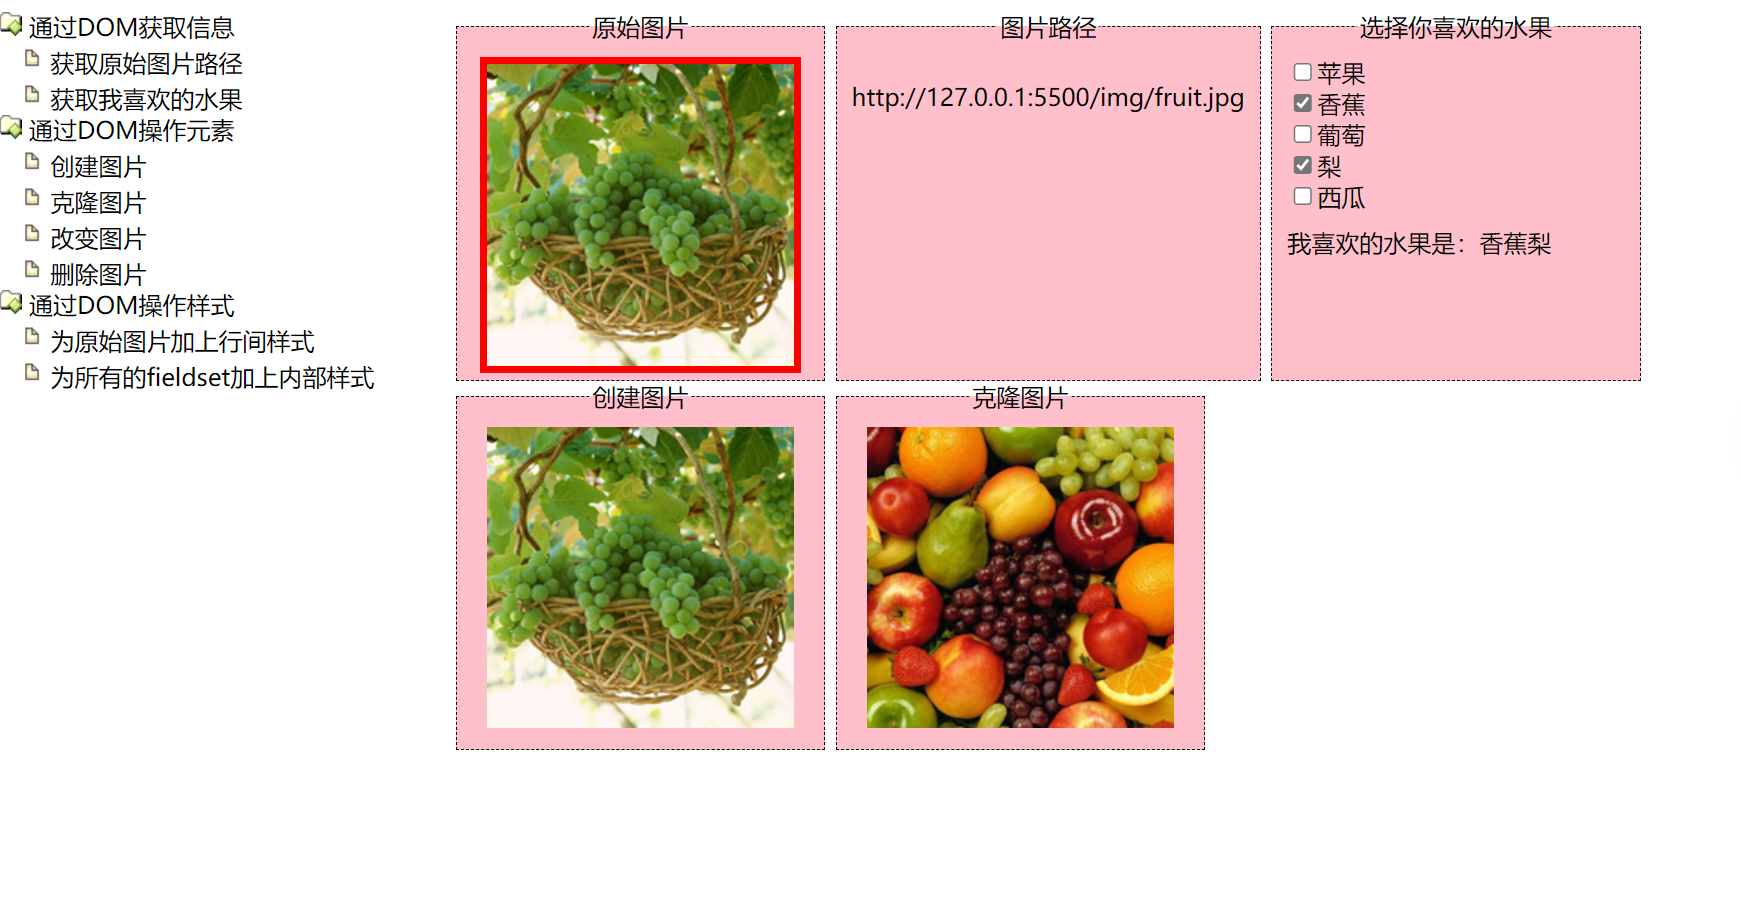 通过DOM获取信息
获取原始图片路径
获取我喜欢的水果
通过DOM操作元素
创建图片
克隆图片
改变图片
删除图片
通过DOM操作样式
为原始图片加上行间样式
为所有的fieldset加上内部样式
原始图片
图片路径
http://127.0.0.1:5500/img/fruit.jpg
选择你喜欢的水果
苹果
香蕉
葡萄
梨
西瓜
我喜欢的水果是：香蕉梨
创建图片
克隆图片